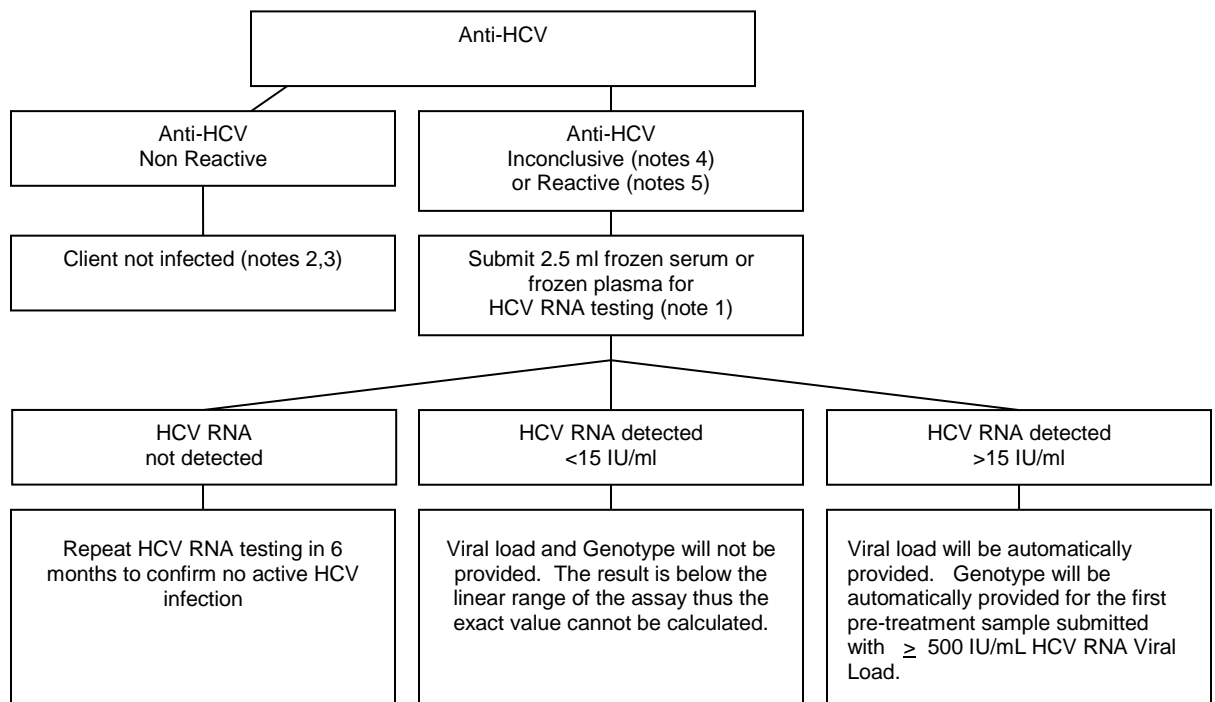 Anti-HCV
Anti-HCV
Non Reactive
Anti-HCV
Inconclusive (notes 4)
or Reactive (notes 5)
Client not infected (notes 2,3)
Submit 2.5 ml frozen serum or
frozen plasma for
HCV RNA testing (note 1)
HCV RNA
not detected
HCV RNA detected
<15 IU/ml
HCV RNA detected
>15 IU/ml
Repeat HCV RNA testing in 6
months to confirm no active HCV
infection
Viral load and Genotype will not be
provided. The result is below the
linear range of the assay thus the
exact value cannot be calculated.
Viral load will be automatically
provided. Genotype will be
automatically provided for the first
pre-treatment sample submitted
with ≥ 500 IU/mL HCV RNA Viral
Load.